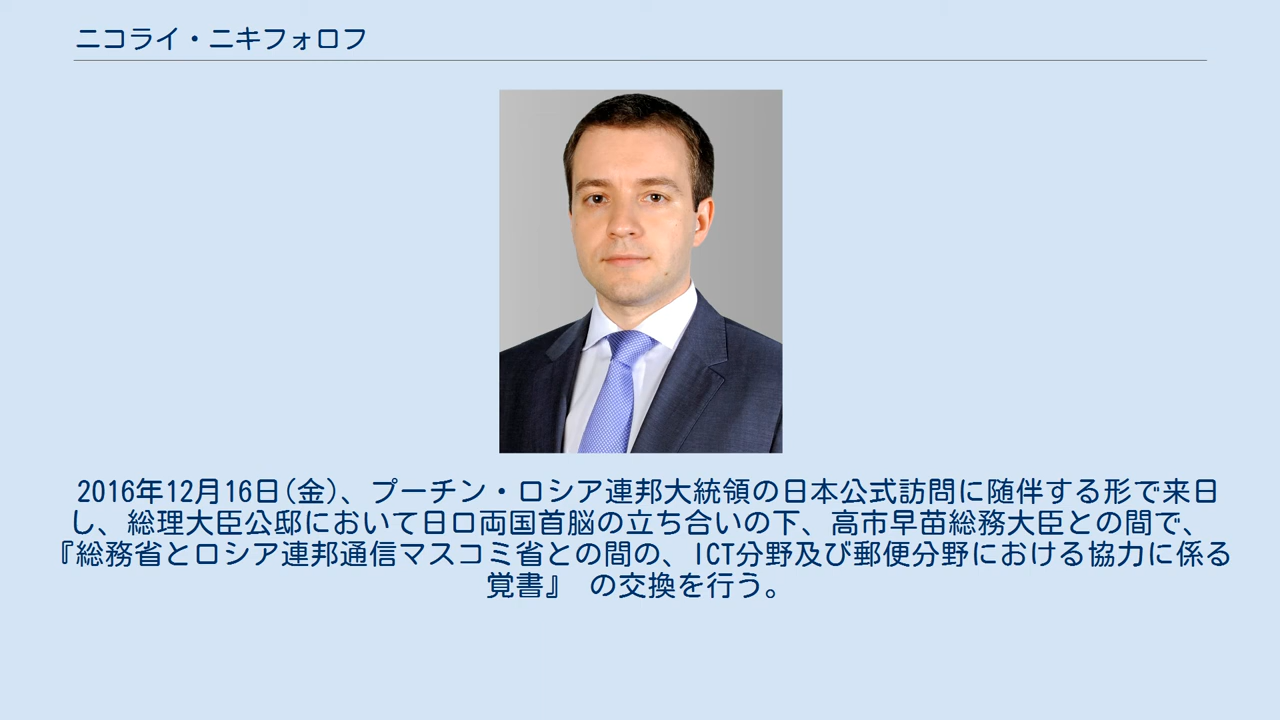 ニコライ・ニキフォロフ
2016年12月16日(金)、プーチン・ロシア連邦大統領の日本公式訪問に随伴する形で来日
し、総理大臣公邸において日ロ両国首脳の立ち合いの下、高市早苗総務大臣との間で、
『総務省とロシア連邦通信マスコミ省との間の、ICT分野及び郵便分野における協力に係る
覚書』 の交換を行う。